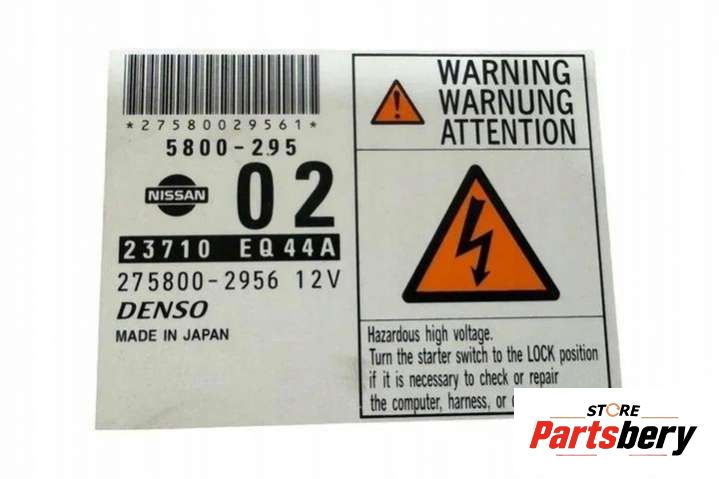 *27580029561*
5800-295
NISSAN
02
23710 EQ44A
275800-2956 12V
DENSO
MADE IN JAPAN
WARNING
WARNUNG
ATTENTION
Hazardous high voltage.
Turn the starter switch to the LOCK position
if it is necessary to check or repair
the computer, harness, or
STORE
Partsbery